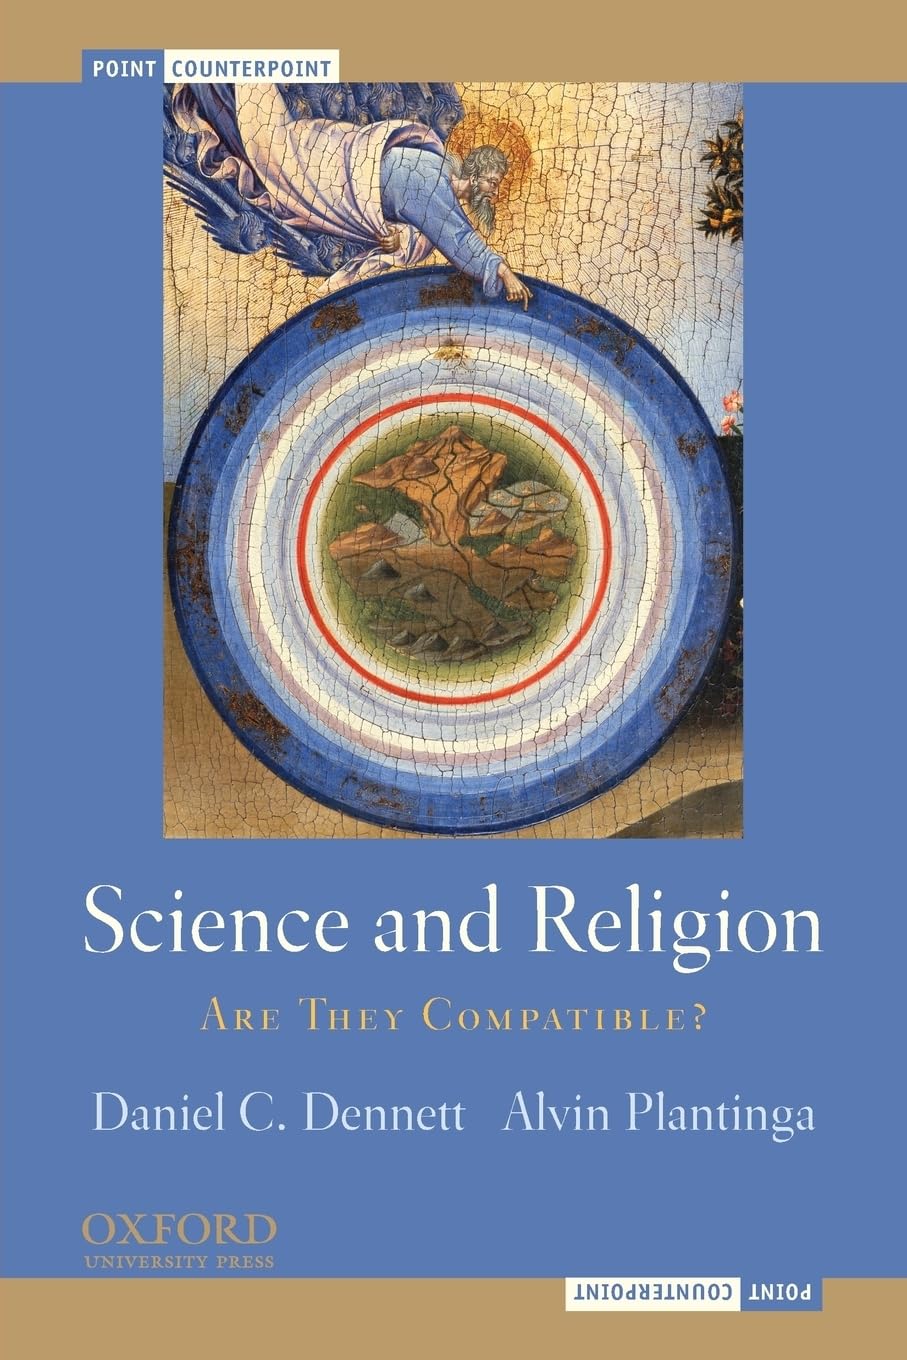 POINT COUNTERPOINT
Science and Religion
ARE THEY COMPATIBLE?
Daniel C. Dennett Alvin Plantinga
OXFORD
UNIVERSITY PRESS
POINT COUNTERPOINT